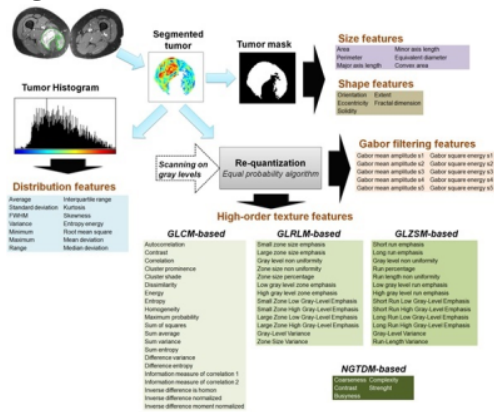 Segmented
tumor
Tumor mask
Size features
Area Minor axis length
Perimeter Equivalent diameter
Major axis length Convex area
Shape features
Orientation Extent
Eccentricity Fractal dimension
Solidity
Tumor Histogram
Scanning on
gray levels
Re-quantization
Equal probability algorithm
Gabor filtering features
Gabor mean amplitude s1 Gabor square energy s1
Gabor mean amplitude s2 Gabor square energy s2
Gabor mean amplitude s3 Gabor square energy s3
Gabor mean amplitude s4 Gabor square energy s4
Gabor mean amplitude s5 Gabor square energy s5
Distribution features
Average Interquartile range
Standard deviation Kurtosis
FWHM Skewness
Variance Entropy energy
Minimum Root mean square
Maximum Mean deviation
Range Median deviation
High-order texture features
GLCM-based
Autocorrelation
Contrast
Correlation
Cluster prominence
Cluster shade
Dissimilarity
Energy
Entropy
Homogeneity
Maximum probability
Sum of squares
Sum average
Sum variance
Sum entropy
Difference variance
Difference entropy
Information measure of correlation 1
Information measure of correlation 2
Inverse difference is homon
Inverse difference normalized
Inverse difference moment normalized
GLRLM-based
Small zone size emphasis
Large zone size emphasis
Gray level non uniformity
Zone size non uniformity
Zone size percentage
Low gray level zone emphasis
High gray level zone emphasis
Small Zone Low Gray-Level Emphasis
Small Zone High Gray-Level Emphasis
Large Zone Low Gray-Level Emphasis
Large Zone High Gray-Level Emphasis
Gray-Level Variance
Zone Size Variance
GLZSM-based
Short run emphasis
Long run emphasis
Gray level non uniformity
Run percentage
Run length non uniformity
Low gray level run emphasis
High gray level run emphasis
Short Run Low Gray-Level Emphasis
Short Run High Gray-Level Emphasis
Long Run Low Gray-Level Emphasis
Long Run High Gray-Level Emphasis
Gray-Level Variance
Run-Length Variance
NGTDM-based
Coarseness Complexity
Contrast Strenght
Busyness